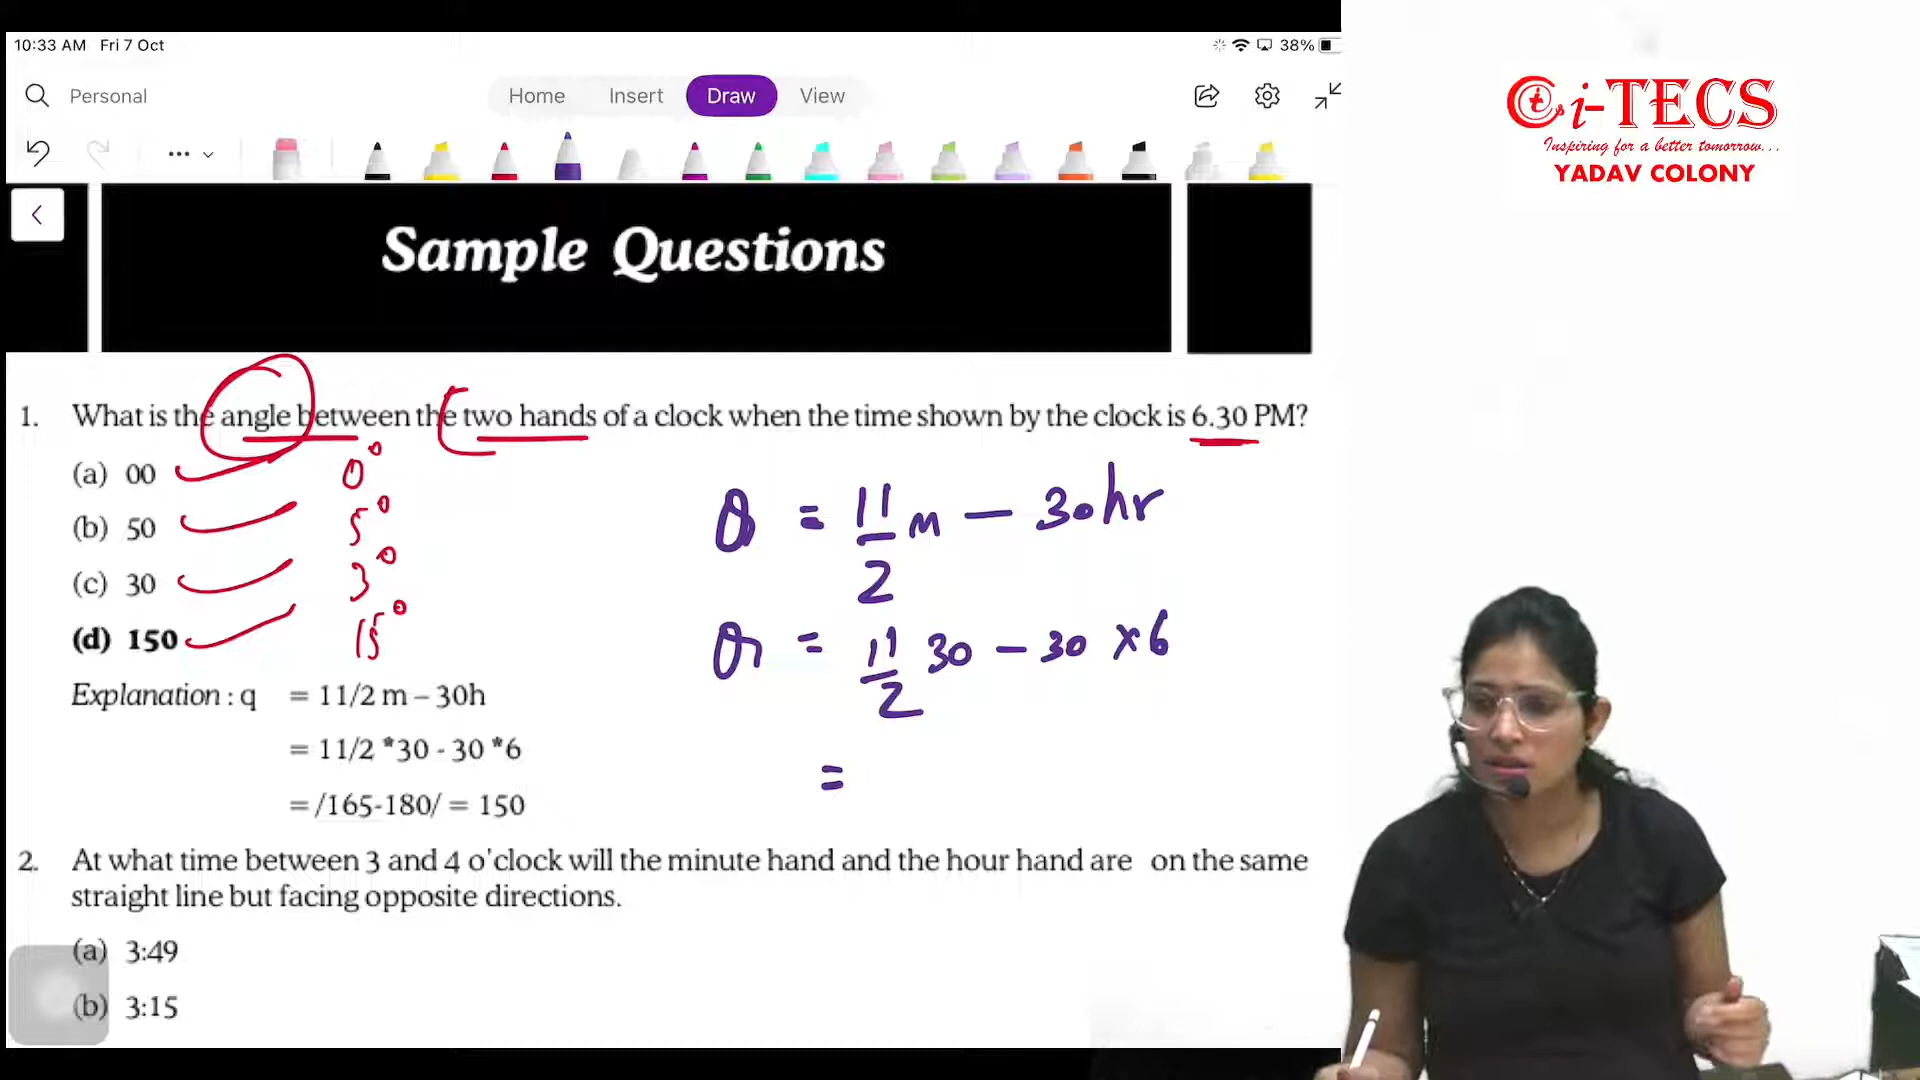 10:33 AM Fri 7 Oct
38%
Personal
Home Insert Draw View
i-TECS
Inspiring for a better tomorrow...
YADAV COLONY
Sample Questions
1. What is the angle between the two hands of a clock when the time shown by the clock is 6.30 PM?
(a) 00 0°
(b) 50 5°
(c) 30 3°
(d) 150 15°
θ = 11/2 m - 30hr
θ = 11/2 30 - 30 x 6
=
Explanation : q = 11/2 m – 30h
= 11/2 *30 - 30 *6
= /165-180/ = 150
2. At what time between 3 and 4 o'clock will the minute hand and the hour hand are on the same
straight line but facing opposite directions.
(a) 3:49
(b) 3:15